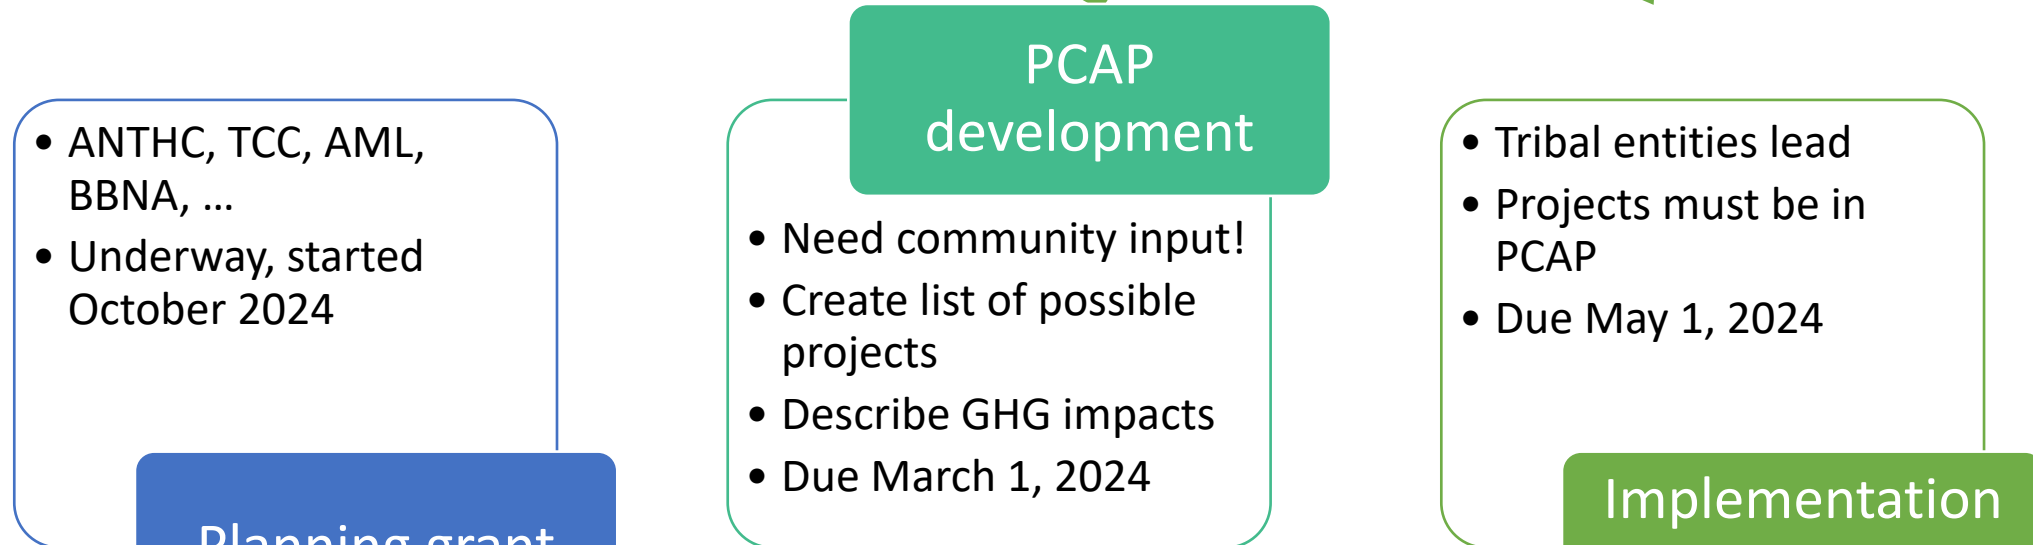 • ANTHC, TCC, AML,
BBNA, ...
• Underway, started
October 2024
Planning grant
PCAP
development
• Need community input!
• Create list of possible
projects
• Describe GHG impacts
• Due March 1, 2024
• Tribal entities lead
• Projects must be in
PCAP
• Due May 1, 2024
Implementation